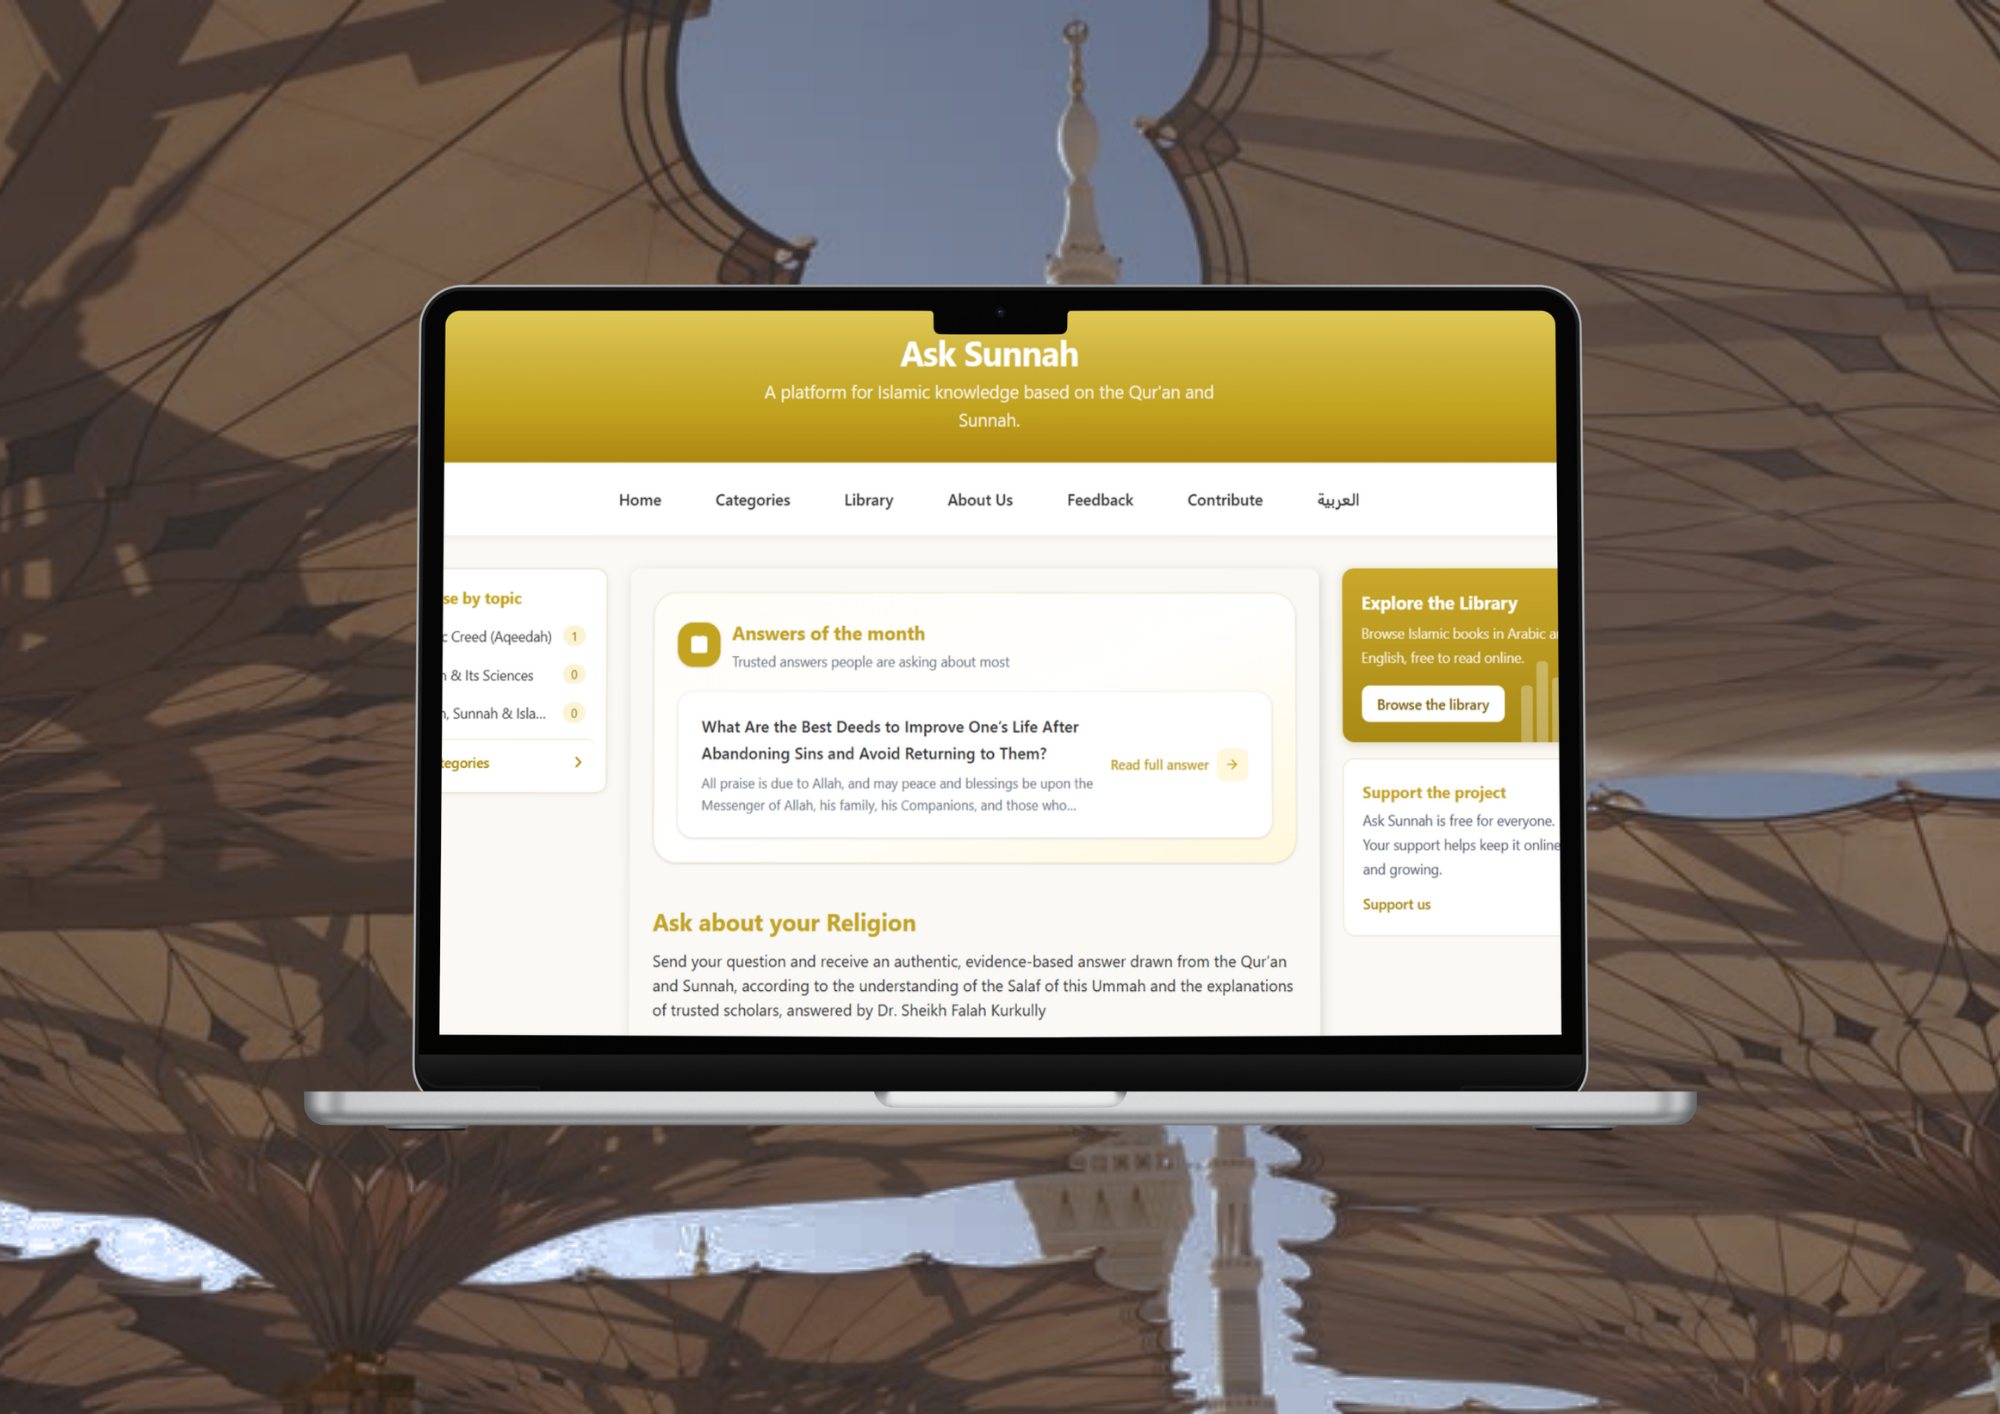 Ask Sunnah
A platform for Islamic knowledge based on the Qur'an and
Sunnah.
Home Categories Library About Us Feedback Contribute العربية
se by topic
c Creed (Aqeedah) 1
n & Its Sciences 0
n, Sunnah & Isla... 0
tegories
Answers of the month
Trusted answers people are asking about most
What Are the Best Deeds to Improve One's Life After
Abandoning Sins and Avoid Returning to Them?
All praise is due to Allah, and may peace and blessings be upon the
Messenger of Allah, his family, his Companions, and those who...
Read full answer
Ask about your Religion
Send your question and receive an authentic, evidence-based answer drawn from the Qur'an
and Sunnah, according to the understanding of the Salaf of this Ummah and the explanations
of trusted scholars, answered by Dr. Sheikh Falah Kurkully
Explore the Library
Browse Islamic books in Arabic a
English, free to read online.
Browse the library
Support the project
Ask Sunnah is free for everyone.
Your support helps keep it online
and growing.
Support us